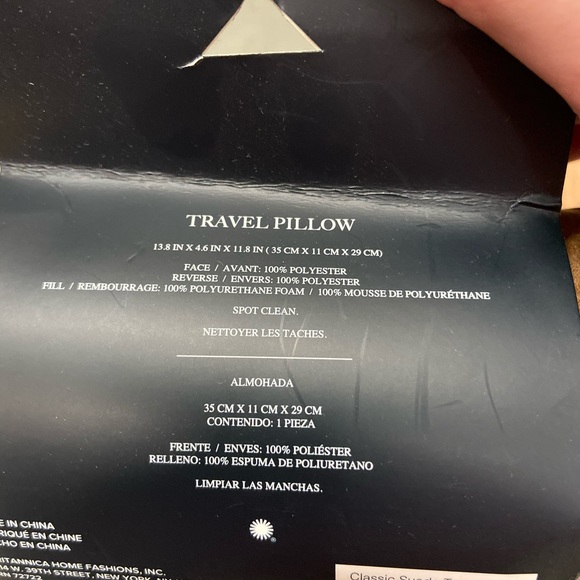 TRAVEL PILLOW
13.8 IN X 4.6 IN X 11.8 IN ( 35 CM X 11 CM X 29 CM)
FACE / AVANT: 100% POLYESTER
REVERSE / ENVERS: 100% POLYESTER
FILL / REMBOURRAGE: 100% POLYURETHANE FOAM / 100% MOUSSE DE POLYURÉTHANE
SPOT CLEAN.
NETTOYER LES TACHES.
ALMOHADA
35 CM X 11 CM X 29 CM
CONTENIDO: 1 PIEZA
FRENTE / ENVES: 100% POLIÉSTER
RELLENO: 100% ESPUMA DE POLIURETANO
LIMPIAR LAS MANCHAS.
E IN CHINA
RIQUÉ EN CHINE
CHO EN CHINA
RITANNICA HOME FASHIONS, INC.
W. 39TH STREET, NEW YORK,
RN 72722
Classic